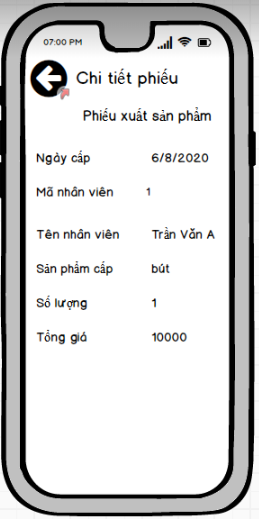 07:00 PM
Chi tiết phiếu
Phiếu xuất sản phẩm
Ngày cấp 6/8/2020
Mã nhân viên 1
Tên nhân viên Trần Văn A
Sản phẩm cấp bút
Số lượng 1
Tổng giá 10000